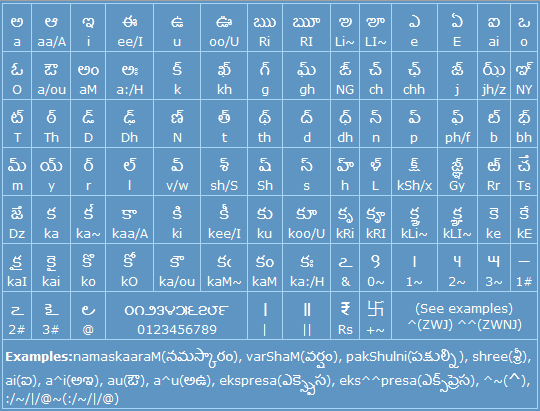 అ ఆ ఇ ఈ ఉ ఊ ఋ ౠ ఌ ౡ ఎ ఏ ఐ ఒ
a aa/A i ee/I u oo/U Ri RI Li~ LI~ e E ai o
ఓ ఔ అం అః క్ ఖ్ గ్ ఘ్ ఙ్ చ్ ఛ్ జ్ ఝ్ ఞ్
O a/ou aM a:/H k kh g gh NG ch chh j jh/z NY
ట్ ఠ్ డ్ ఢ్ ణ్ త్ థ్ ద్ ధ్ న్ ప్ ఫ్ బ్ భ్
T Th D Dh N t th d dh n p ph/f b bh
మ్ య్ ర్ ల్ వ్ శ్ ష్ స్ హ్ ళ్ క్ష్ జ్ఞ్ ఱ్ ౘ
m y r l v/w sh/S Sh s h L kSh/x Gy Rr Ts
ౙ క కా కి కీ కు కూ కృ కౄ కౢ కౣ కె కే
Dz ka ka~ kaa/A ki kee/I ku koo/U kRi kRI kLi~ kLI~ ke kE
కై కొ కో కౌ కఁ కం కః
kaI kai ko kO ka/ou kaM~ kaM ka:/H & 0~ 1~ 2~ 3~ 1#
౦౧౨౩౪౫౬౭౮౯ | || ₹ 卐 (See examples)
2# 3# @ 0123456789 | || Rs +~ ^(ZWJ) ^^(ZWNJ)
Examples:namaskaaraM(నమస్కారం), varShaM(వర్షం), pakShulni(పక్షుల్ని), shree(శ్రీ),
ai(ఐ), a^i(అఇ), au(ఔ), a^u(అఉ), ekspresa(ఎక్స్ప్రెస), eks^^presa(ఎక్స్‌ప్రెస), ^~(^),
:/~/|/@~(:/~/|/@)